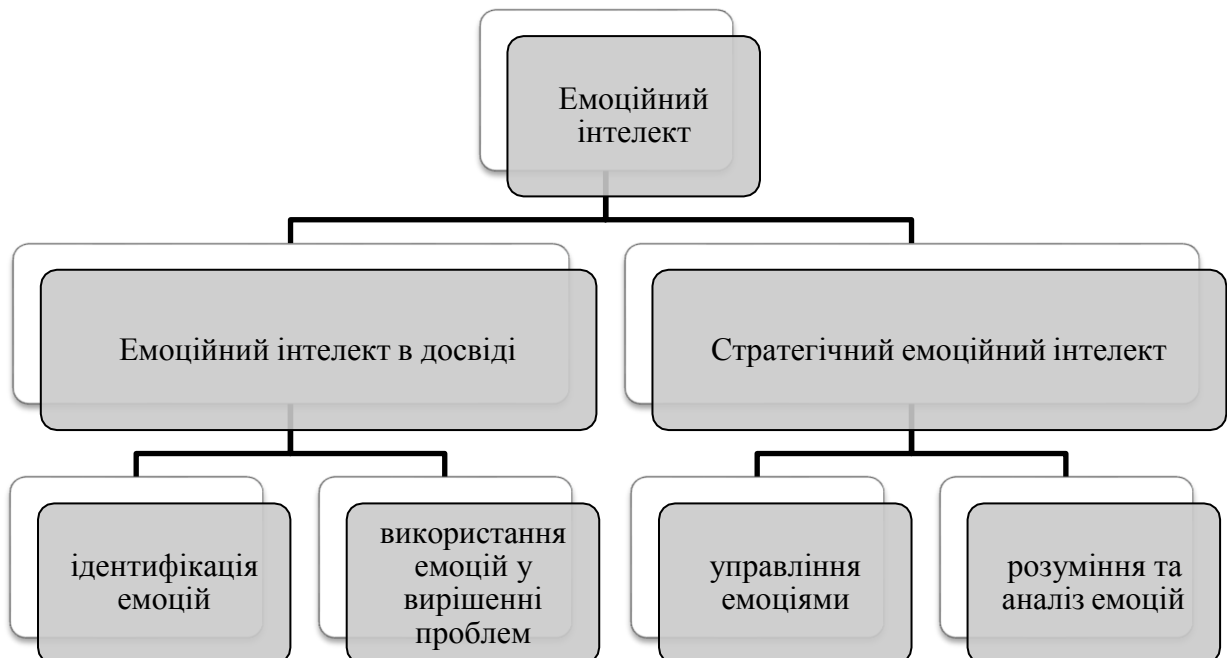 Емоційний
інтелект
Емоційний інтелект в досвіді
Стратегічний емоційний інтелект
ідентифікація
емоцій
використання
емоцій у
вирішенні
проблем
управління
емоціями
розуміння та
аналіз емоцій